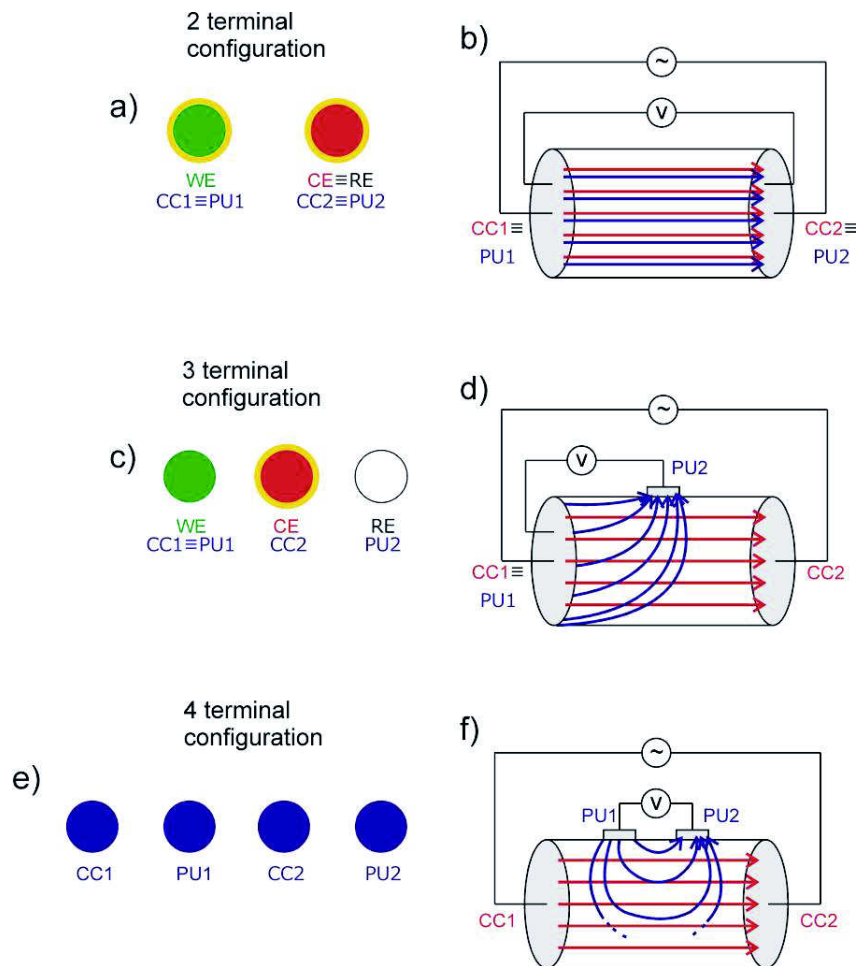 2 terminal
configuration
a)
WE
CC1≡PU1
CE≡RE
CC2≡PU2
b)
~
V
CC1≡
PU1
CC2≡
PU2
3 terminal
configuration
c)
WE
CC1≡PU1
CE
CC2
RE
PU2
d)
~
V
PU2
CC1≡
PU1
CC2
4 terminal
configuration
e)
CC1
PU1
CC2
PU2
f)
~
PU1
V
PU2
CC1
CC2